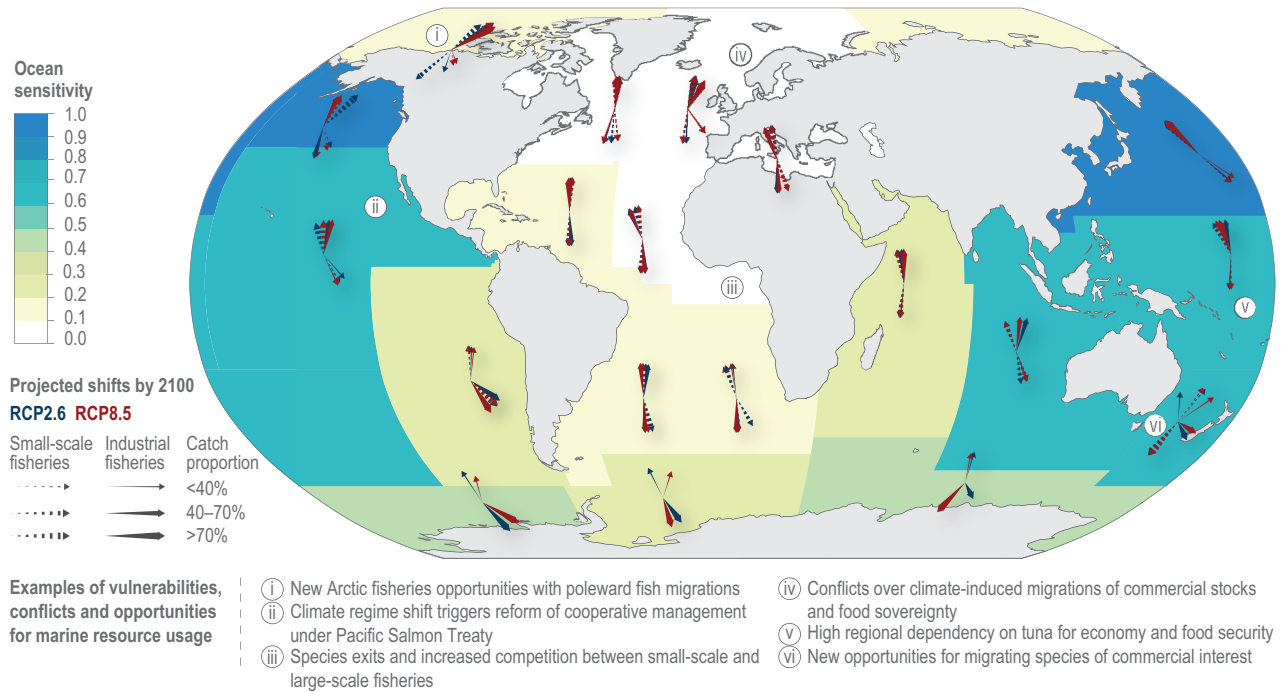 Ocean
sensitivity
1.0
0.9
0.8
0.7
0.6
0.5
0.4
0.3
0.2
0.1
0.0
i
iv
ii
iii
v
vi
Projected shifts by 2100
RCP2.6 RCP8.5
Small-scale fisheries
Industrial fisheries
Catch proportion
<40%
40–70%
>70%
Examples of vulnerabilities,
conflicts and opportunities
for marine resource usage
i New Arctic fisheries opportunities with poleward fish migrations
ii Climate regime shift triggers reform of cooperative management
under Pacific Salmon Treaty
iii Species exits and increased competition between small-scale and
large-scale fisheries
iv Conflicts over climate-induced migrations of commercial stocks
and food sovereignty
v High regional dependency on tuna for economy and food security
vi New opportunities for migrating species of commercial interest